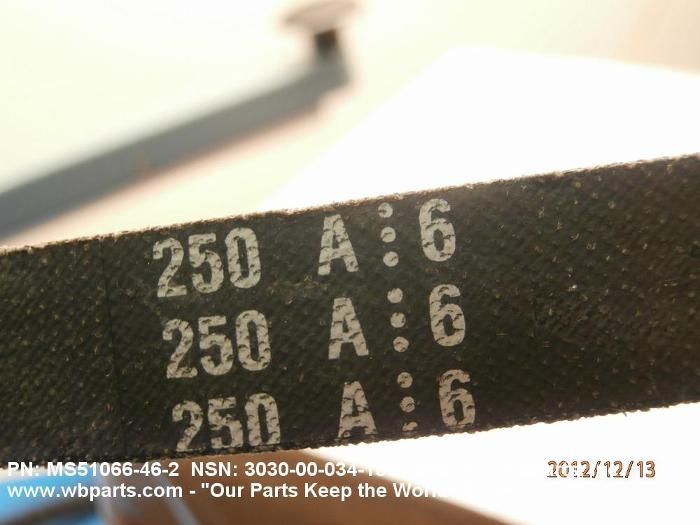 250 A:6
250 A:6
250 A:6
PN: MS51066-46-2 NSN: 3030-00-034- 2012/12/13
www.wbparts.com - "Our Parts Keep the